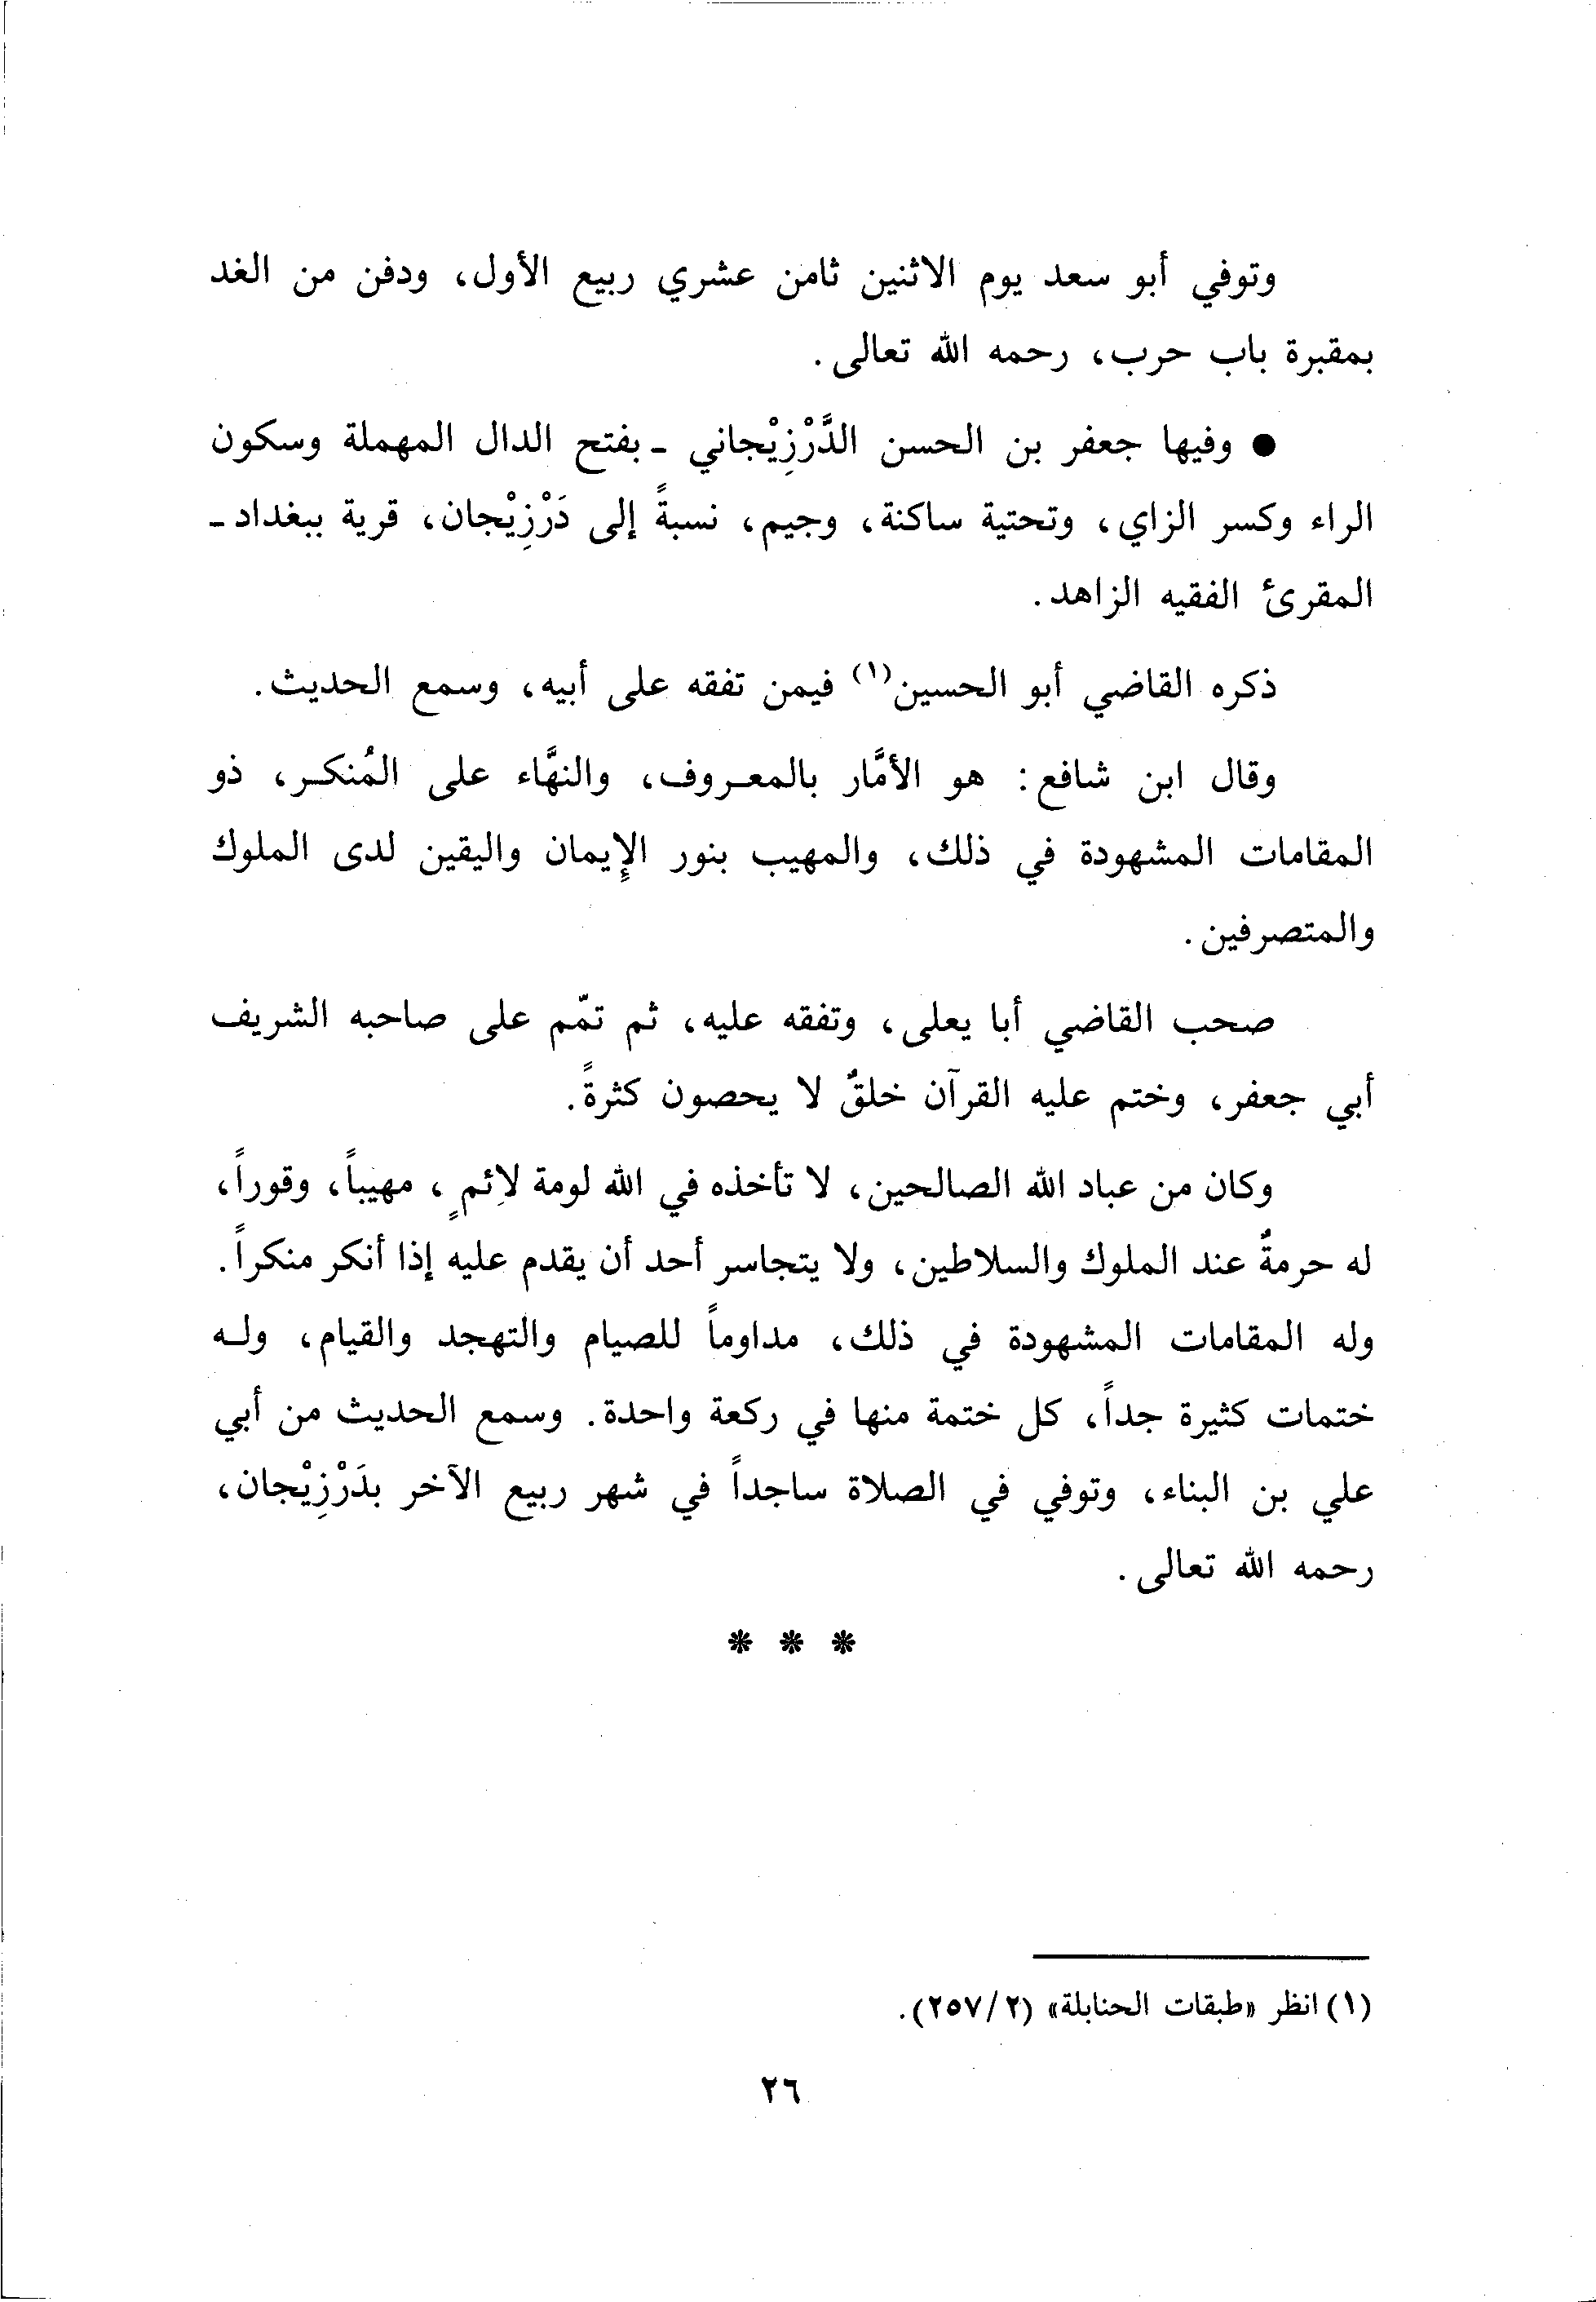 وتوفي أبو سعد يوم الاثنين ثامن عشري ربيع الأول، ودفن من الغد
بمقبرة باب حرب، رحمه الله تعالى.
● وفيها جعفر بن الحسن الدَّرْزِيْجاني - بفتح الدال المهملة وسكون
الراء وكسر الزاي، وتحتية ساكنة، وجيم، نسبةً إلى دَرْزِيْجان، قرية ببغداد -
المقرئ الفقيه الزاهد.
ذكره القاضي أبو الحسين(١) فيمن تفقه على أبيه، وسمع الحديث.
وقال ابن شافع: هو الأمَّار بالمعـروف، والنهَّاء على المُنكـر، ذو
المقامات المشهودة في ذلك، والمهيب بنور الإِيمان واليقين لدى الملوك
والمتصرفين.
صحب القاضي أبا يعلى، وتفقه عليه، ثم تمّم على صاحبه الشريف
أبي جعفر، وختم عليه القرآن خلقٌ لا يحصون كثرةً.
وكان من عباد الله الصالحين، لا تأخذه في الله لومة لاِئمٍ، مهيباً، وقوراً،
له حرمةٌ عند الملوك والسلاطين، ولا يتجاسر أحد أن يقدم عليه إذا أنكر منكراً.
وله المقامات المشهودة في ذلك، مداوماً للصيام والتهجد والقيام، ولـه
ختمات كثيرة جداً، كل ختمة منها في ركعة واحدة. وسمع الحديث من أبي
علي بن البناء، وتوفي في الصلاة ساجداً في شهر ربيع الآخر بدَرْزِيْجان،
رحمه الله تعالى.
* * *
(١) انظر «طبقات الحنابلة» (٢/ ٢٥٧).
٢٦